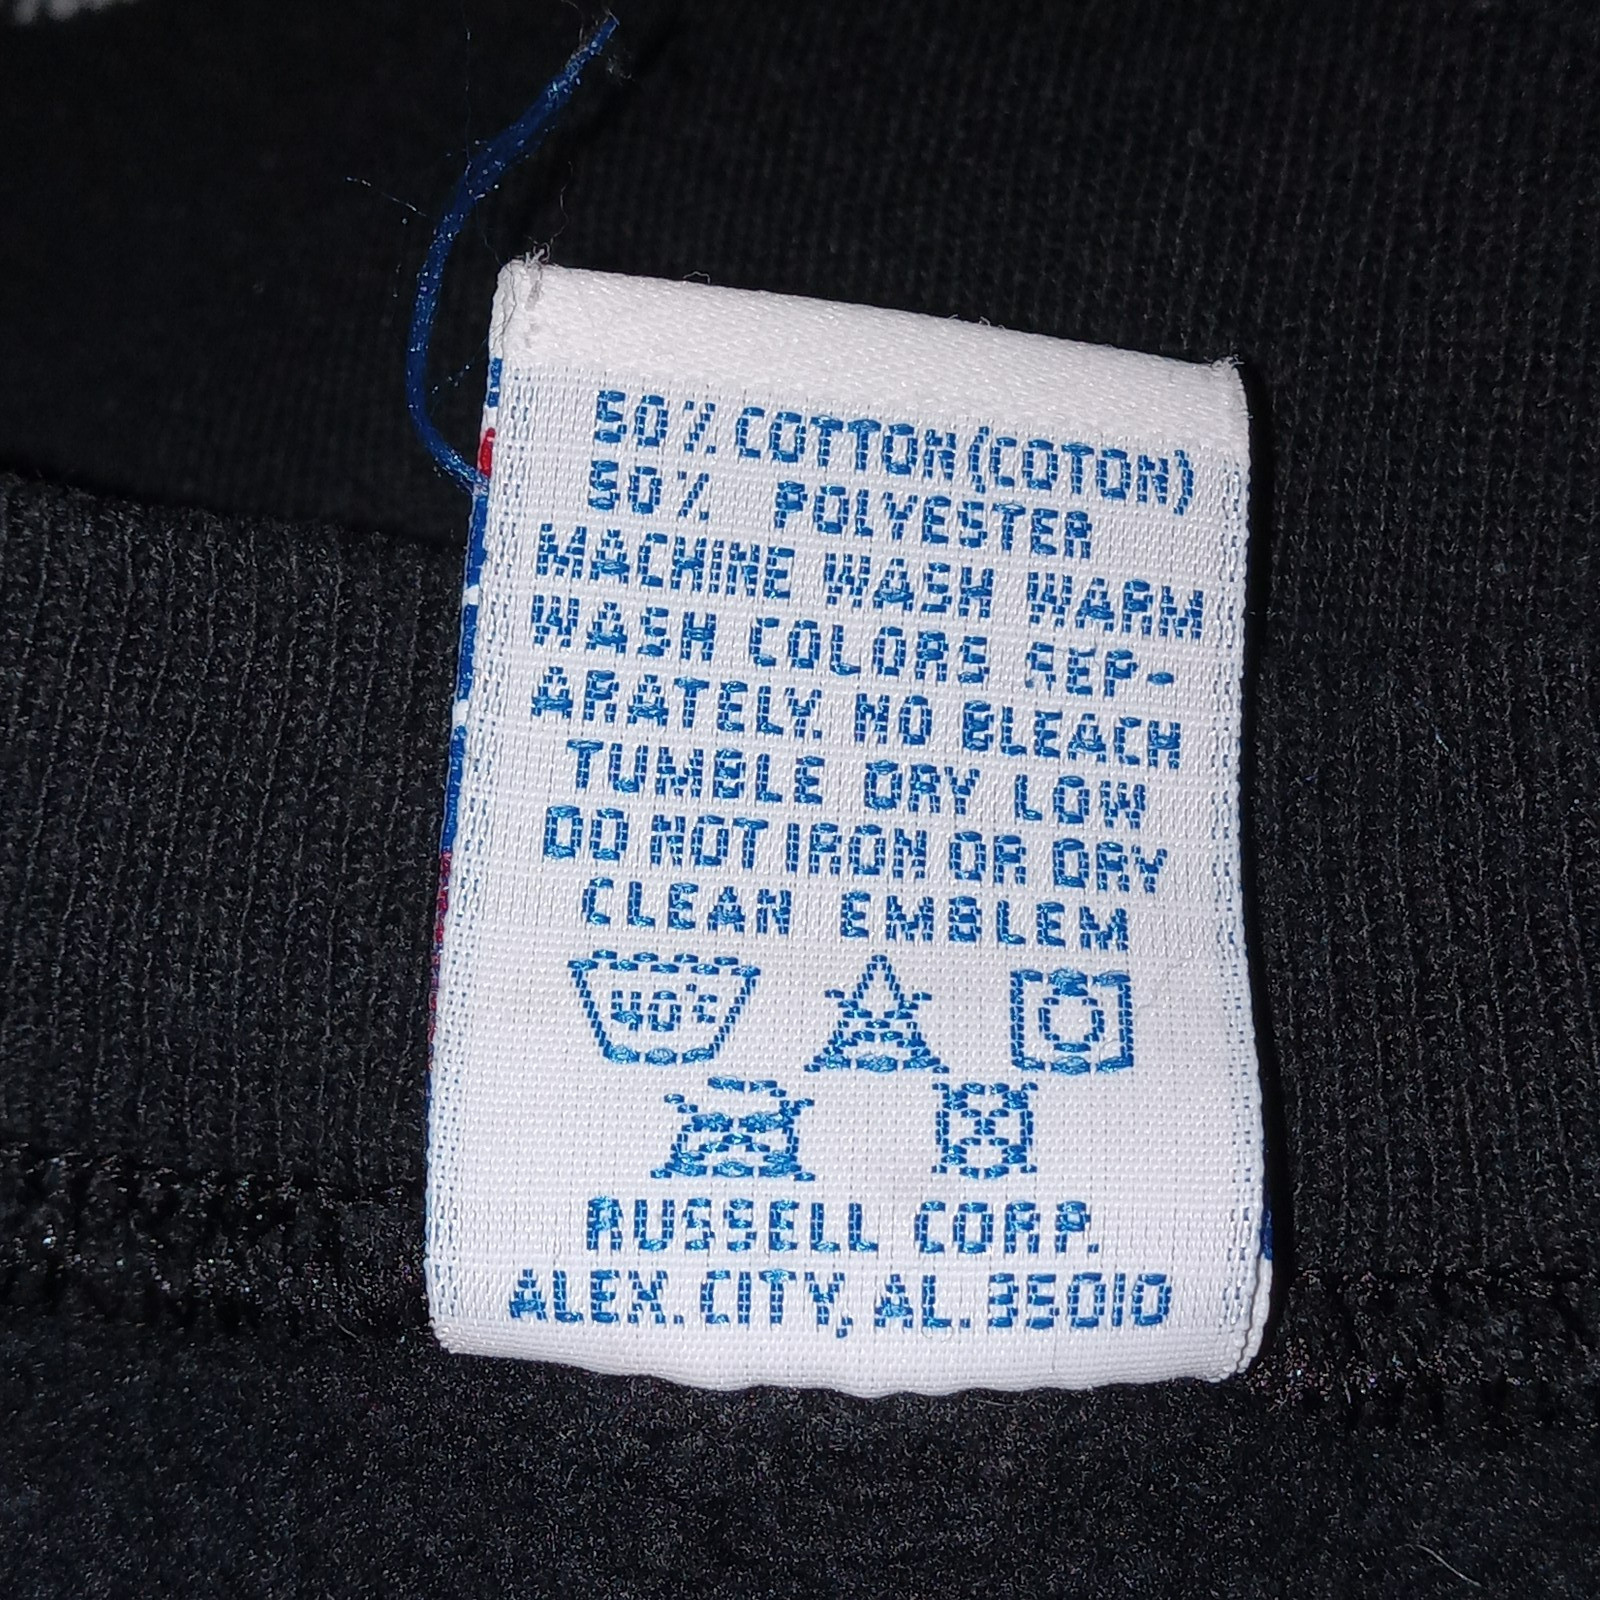 50% COTTON (COTON)
50% POLYESTER
MACHINE WASH WARM
WASH COLORS SEP-
ARATELY. NO BLEACH
TUMBLE DRY LOW
DO NOT IRON OR DRY
CLEAN EMBLEM
40°C
RUSSELL CORP.
ALEX. CITY, AL. 35010